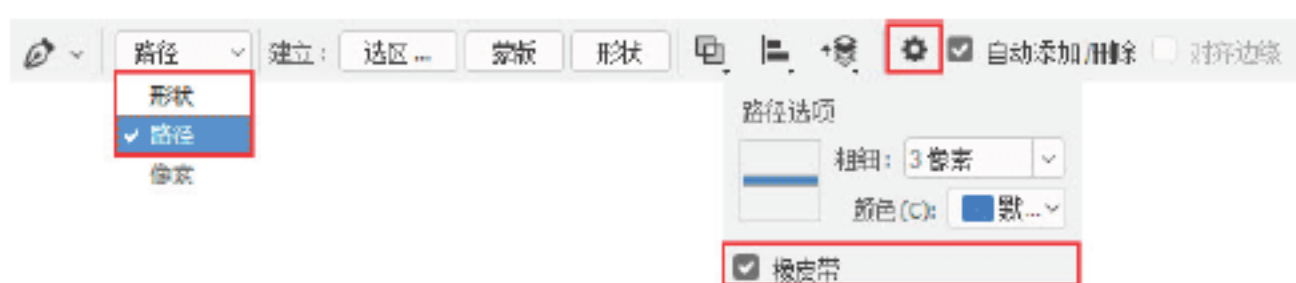 路径 建立： 选区... 蒙版 形状 自动添加/删除 对齐边缘
形状
路径
像素
路径选项
粗细： 3 像素
颜色(C): 默...
橡皮带